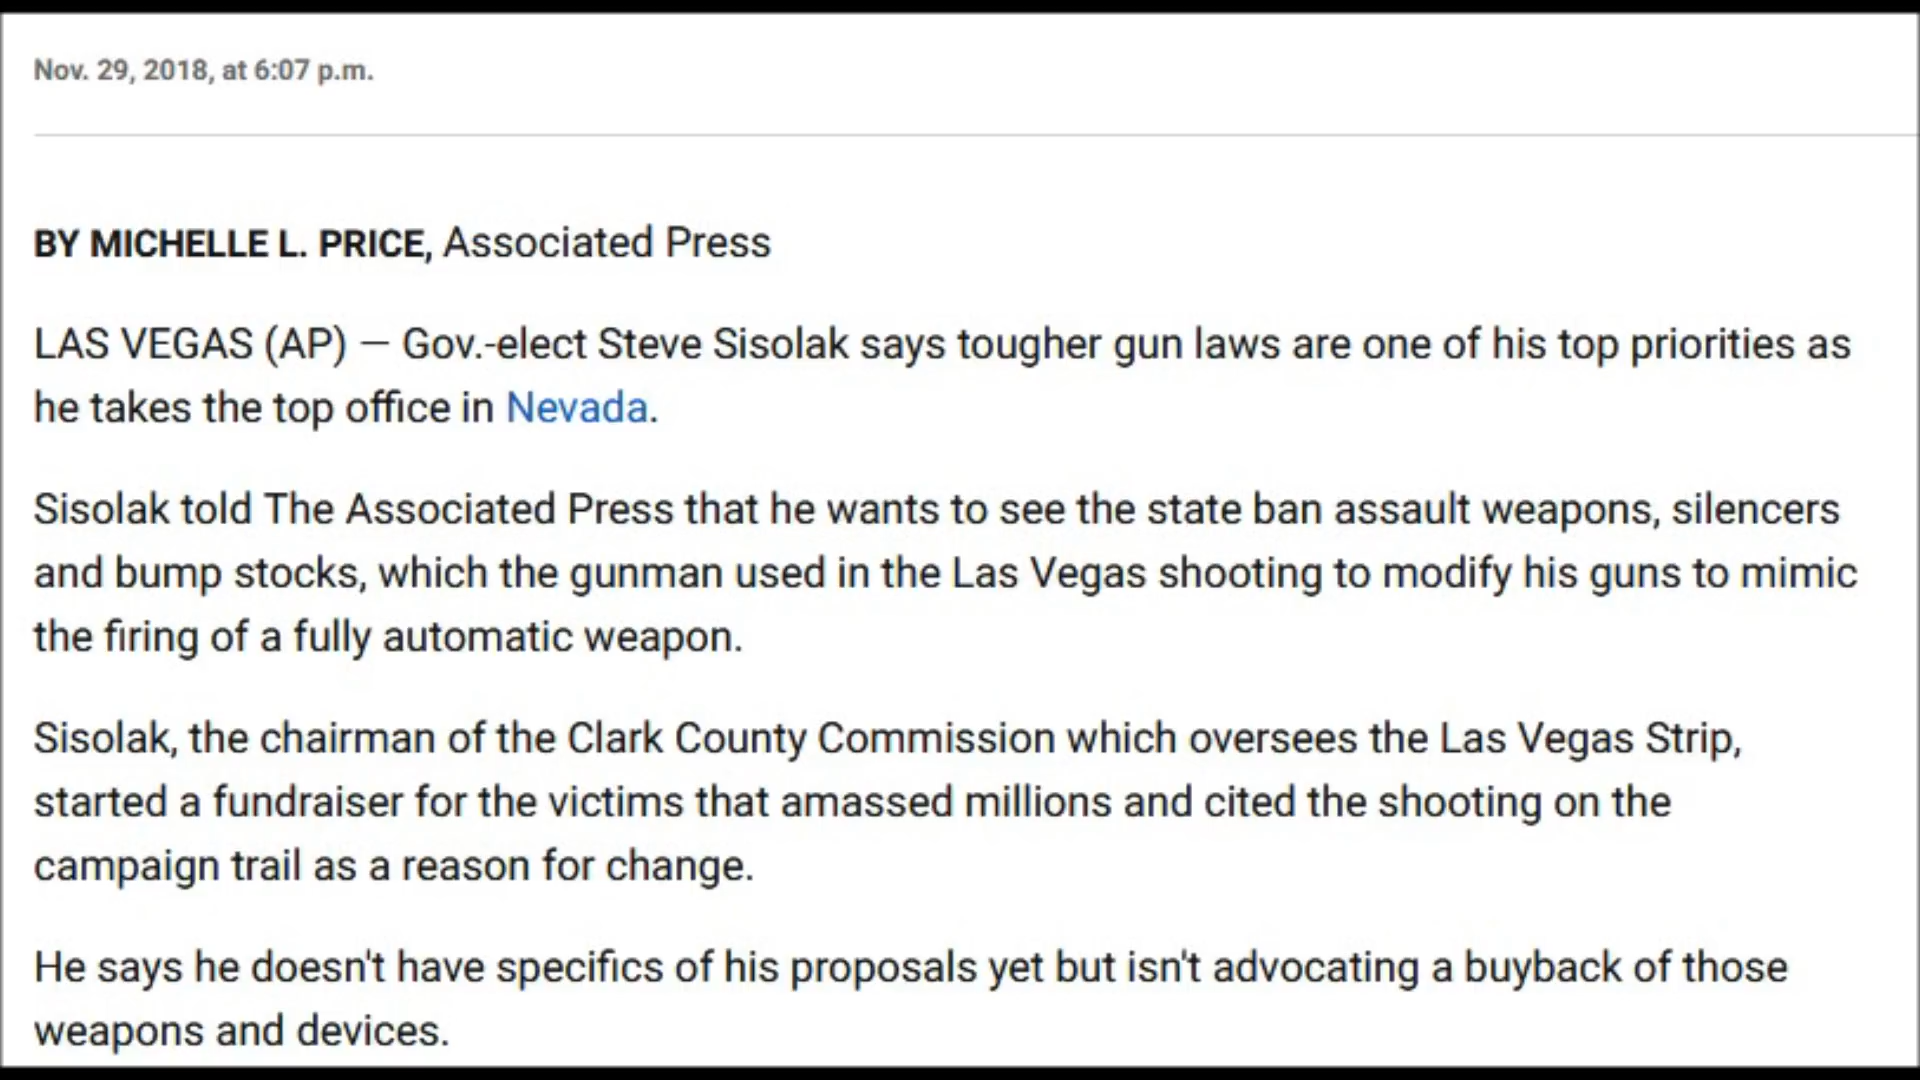 Nov. 29, 2018, at 6:07 p.m.
BY MICHELLE L. PRICE, Associated Press
LAS VEGAS (AP) — Gov.-elect Steve Sisolak says tougher gun laws are one of his top priorities as
he takes the top office in Nevada.
Sisolak told The Associated Press that he wants to see the state ban assault weapons, silencers
and bump stocks, which the gunman used in the Las Vegas shooting to modify his guns to mimic
the firing of a fully automatic weapon.
Sisolak, the chairman of the Clark County Commission which oversees the Las Vegas Strip,
started a fundraiser for the victims that amassed millions and cited the shooting on the
campaign trail as a reason for change.
He says he doesn't have specifics of his proposals yet but isn't advocating a buyback of those
weapons and devices.